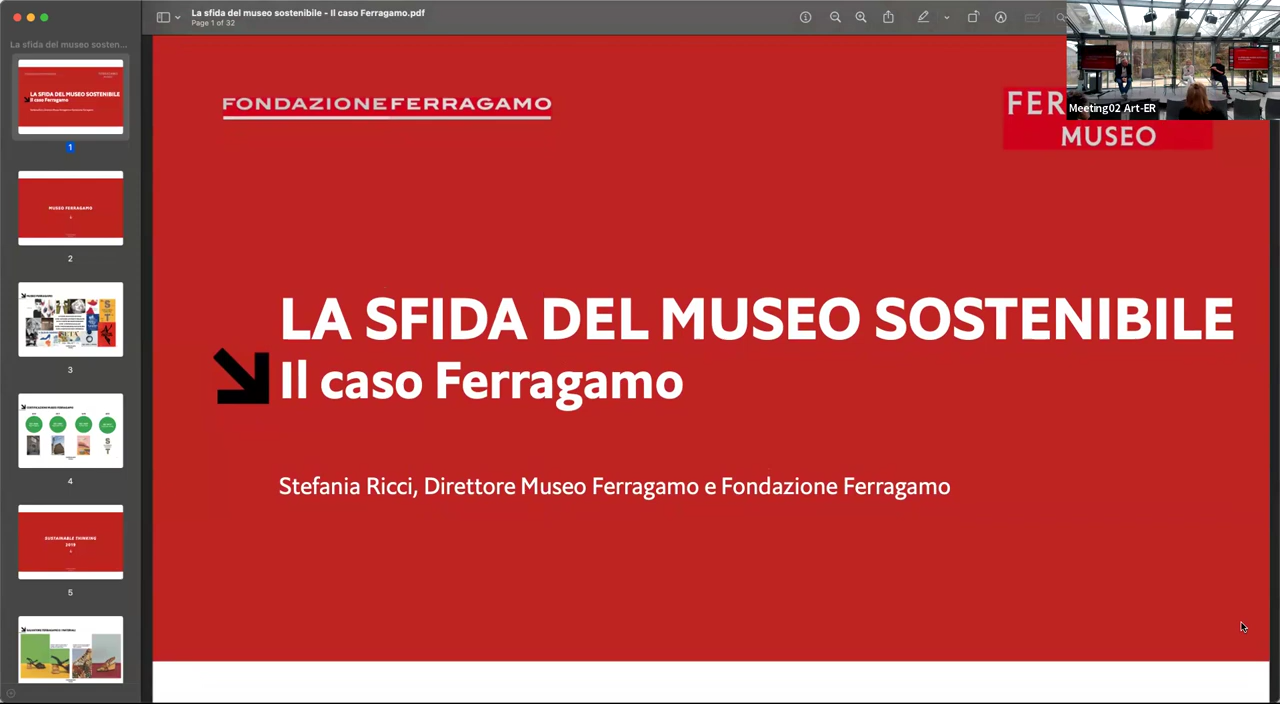 La sfida del museo sostenibile - Il caso Ferragamo.pdf
Page 1 of 32
La sfida del museo sosten...
1
MUSEO FERRAGAMO
2
3
4
SUSTAINABLE THINKING
2019
5
FONDAZIONE FERRAGAMO
FER
MUSEO
Meeting02 Art-ER
LA SFIDA DEL MUSEO SOSTENIBILE
Il caso Ferragamo
Stefania Ricci, Direttore Museo Ferragamo e Fondazione Ferragamo